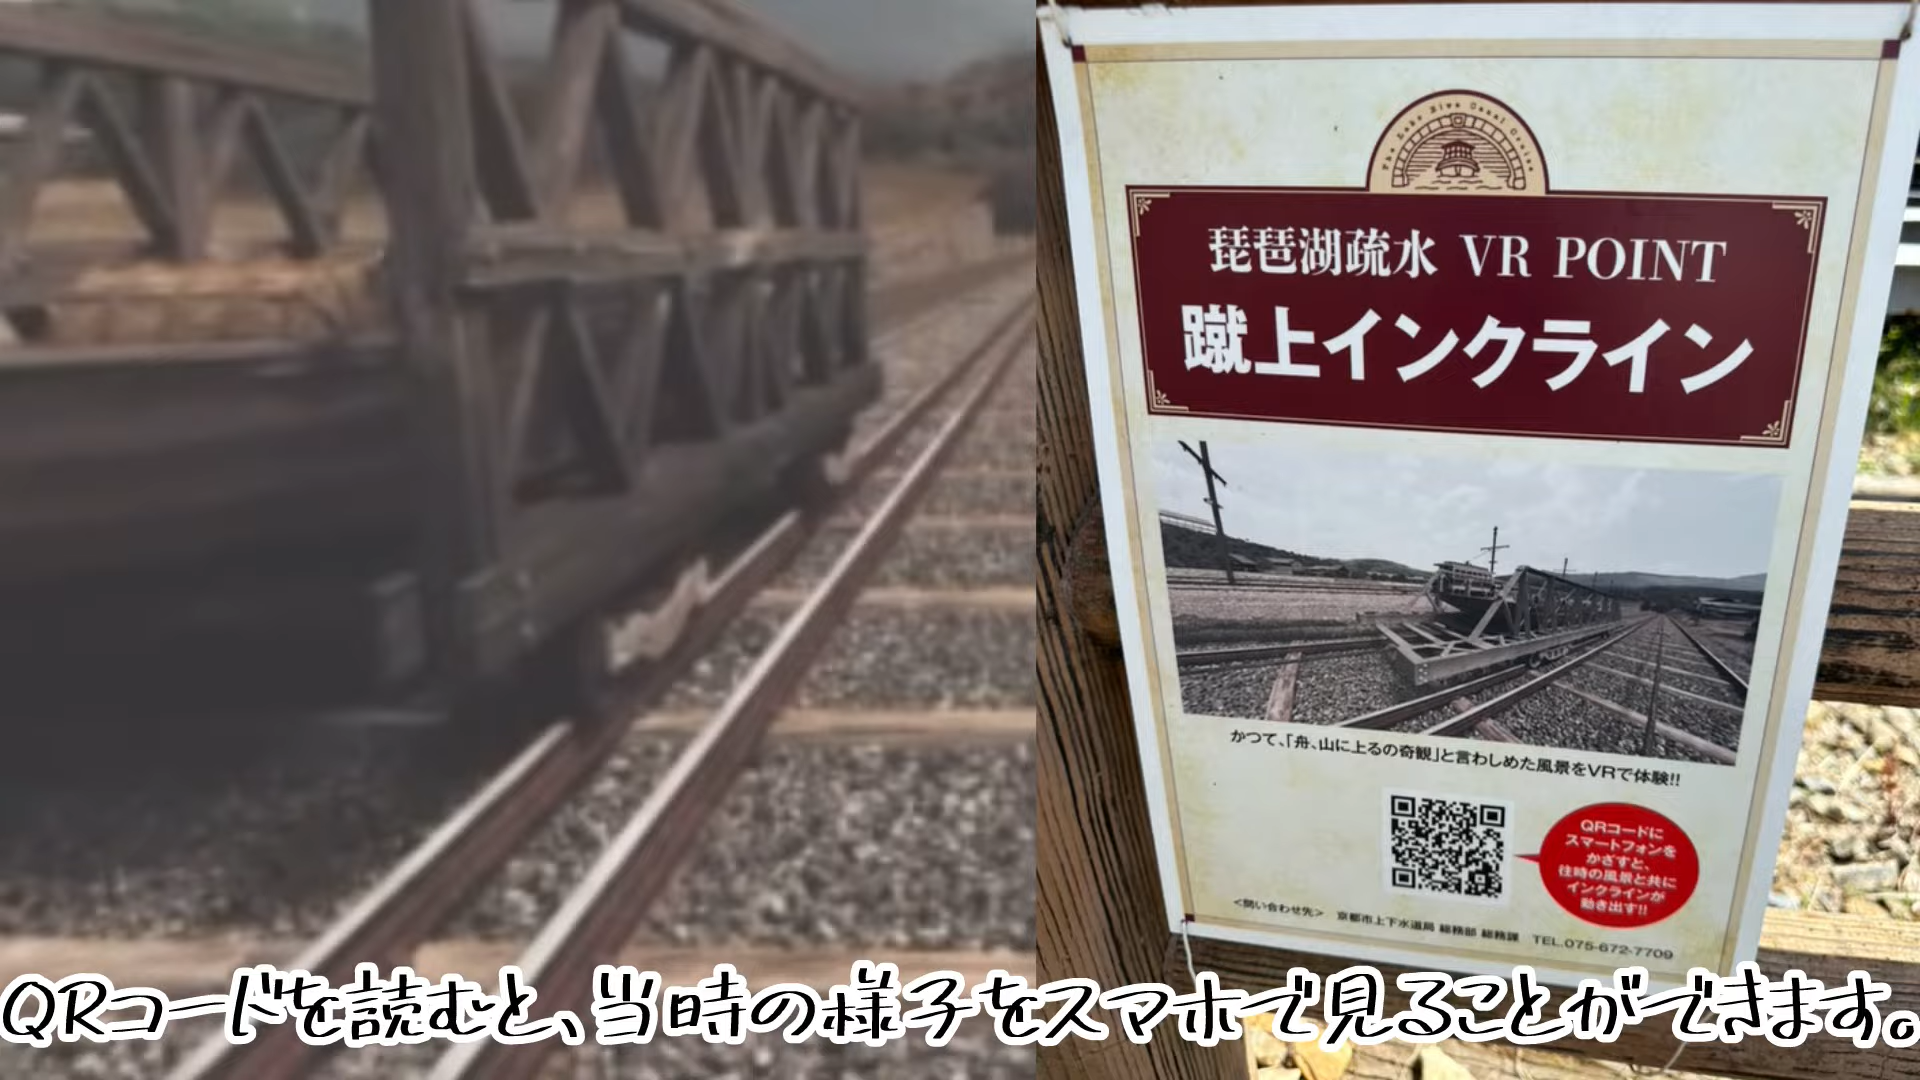 The Lake Biwa Canal Cruise
琵琶湖疏水 VR POINT
蹴上インクライン
かつて、「舟、山に上るの奇観」と言わしめた風景をVRで体験!!
QRコードに
スマートフォンを
かざすと、
往時の風景と共に
インクラインが
動き出す!!
<問い合わせ先> 京都市上下水道局 総務部 総務課 TEL.075-672-7709
QRコードを読むと、当時の様子をスマホで見ることができます。